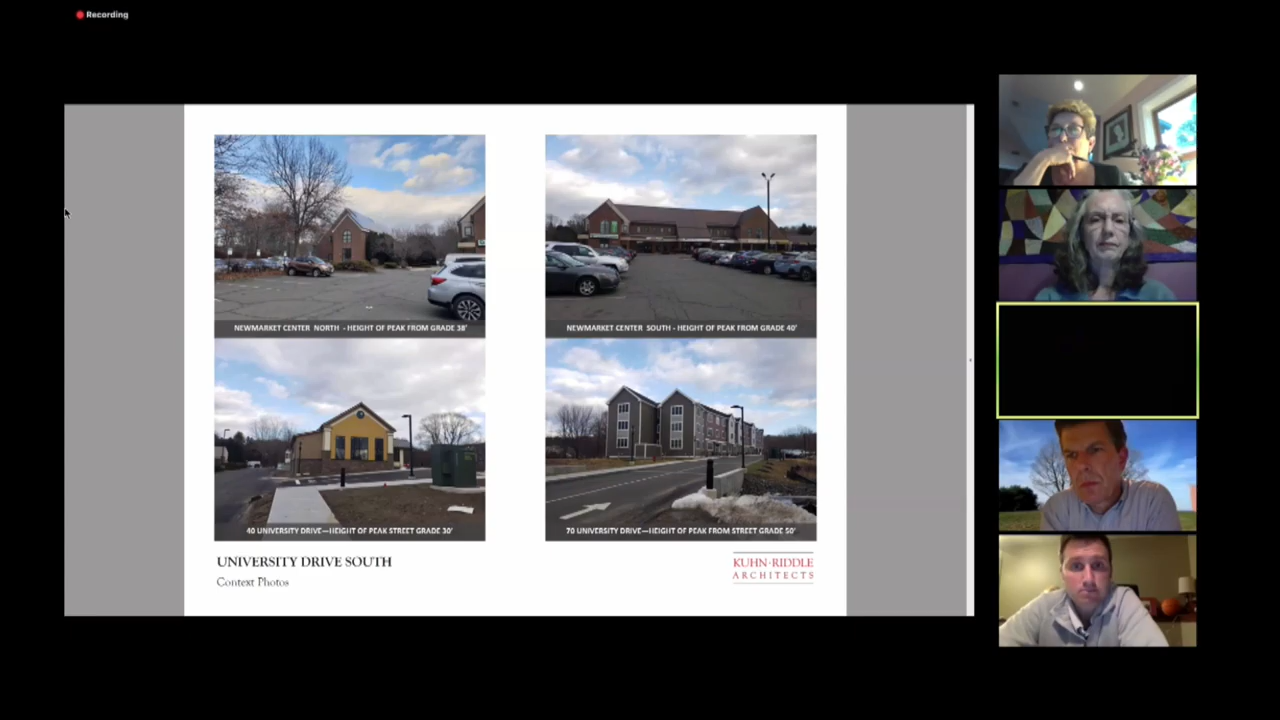 Recording
NEWMARKET CENTER NORTH - HEIGHT OF PEAK FROM GRADE 38'
NEWMARKET CENTER SOUTH - HEIGHT OF PEAK FROM GRADE 40'
40 UNIVERSITY DRIVE—HEIGHT OF PEAK STREET GRADE 30'
70 UNIVERSITY DRIVE—HEIGHT OF PEAK FROM STREET GRADE 50'
UNIVERSITY DRIVE SOUTH
Context Photos
KUHN·RIDDLE
ARCHITECTS